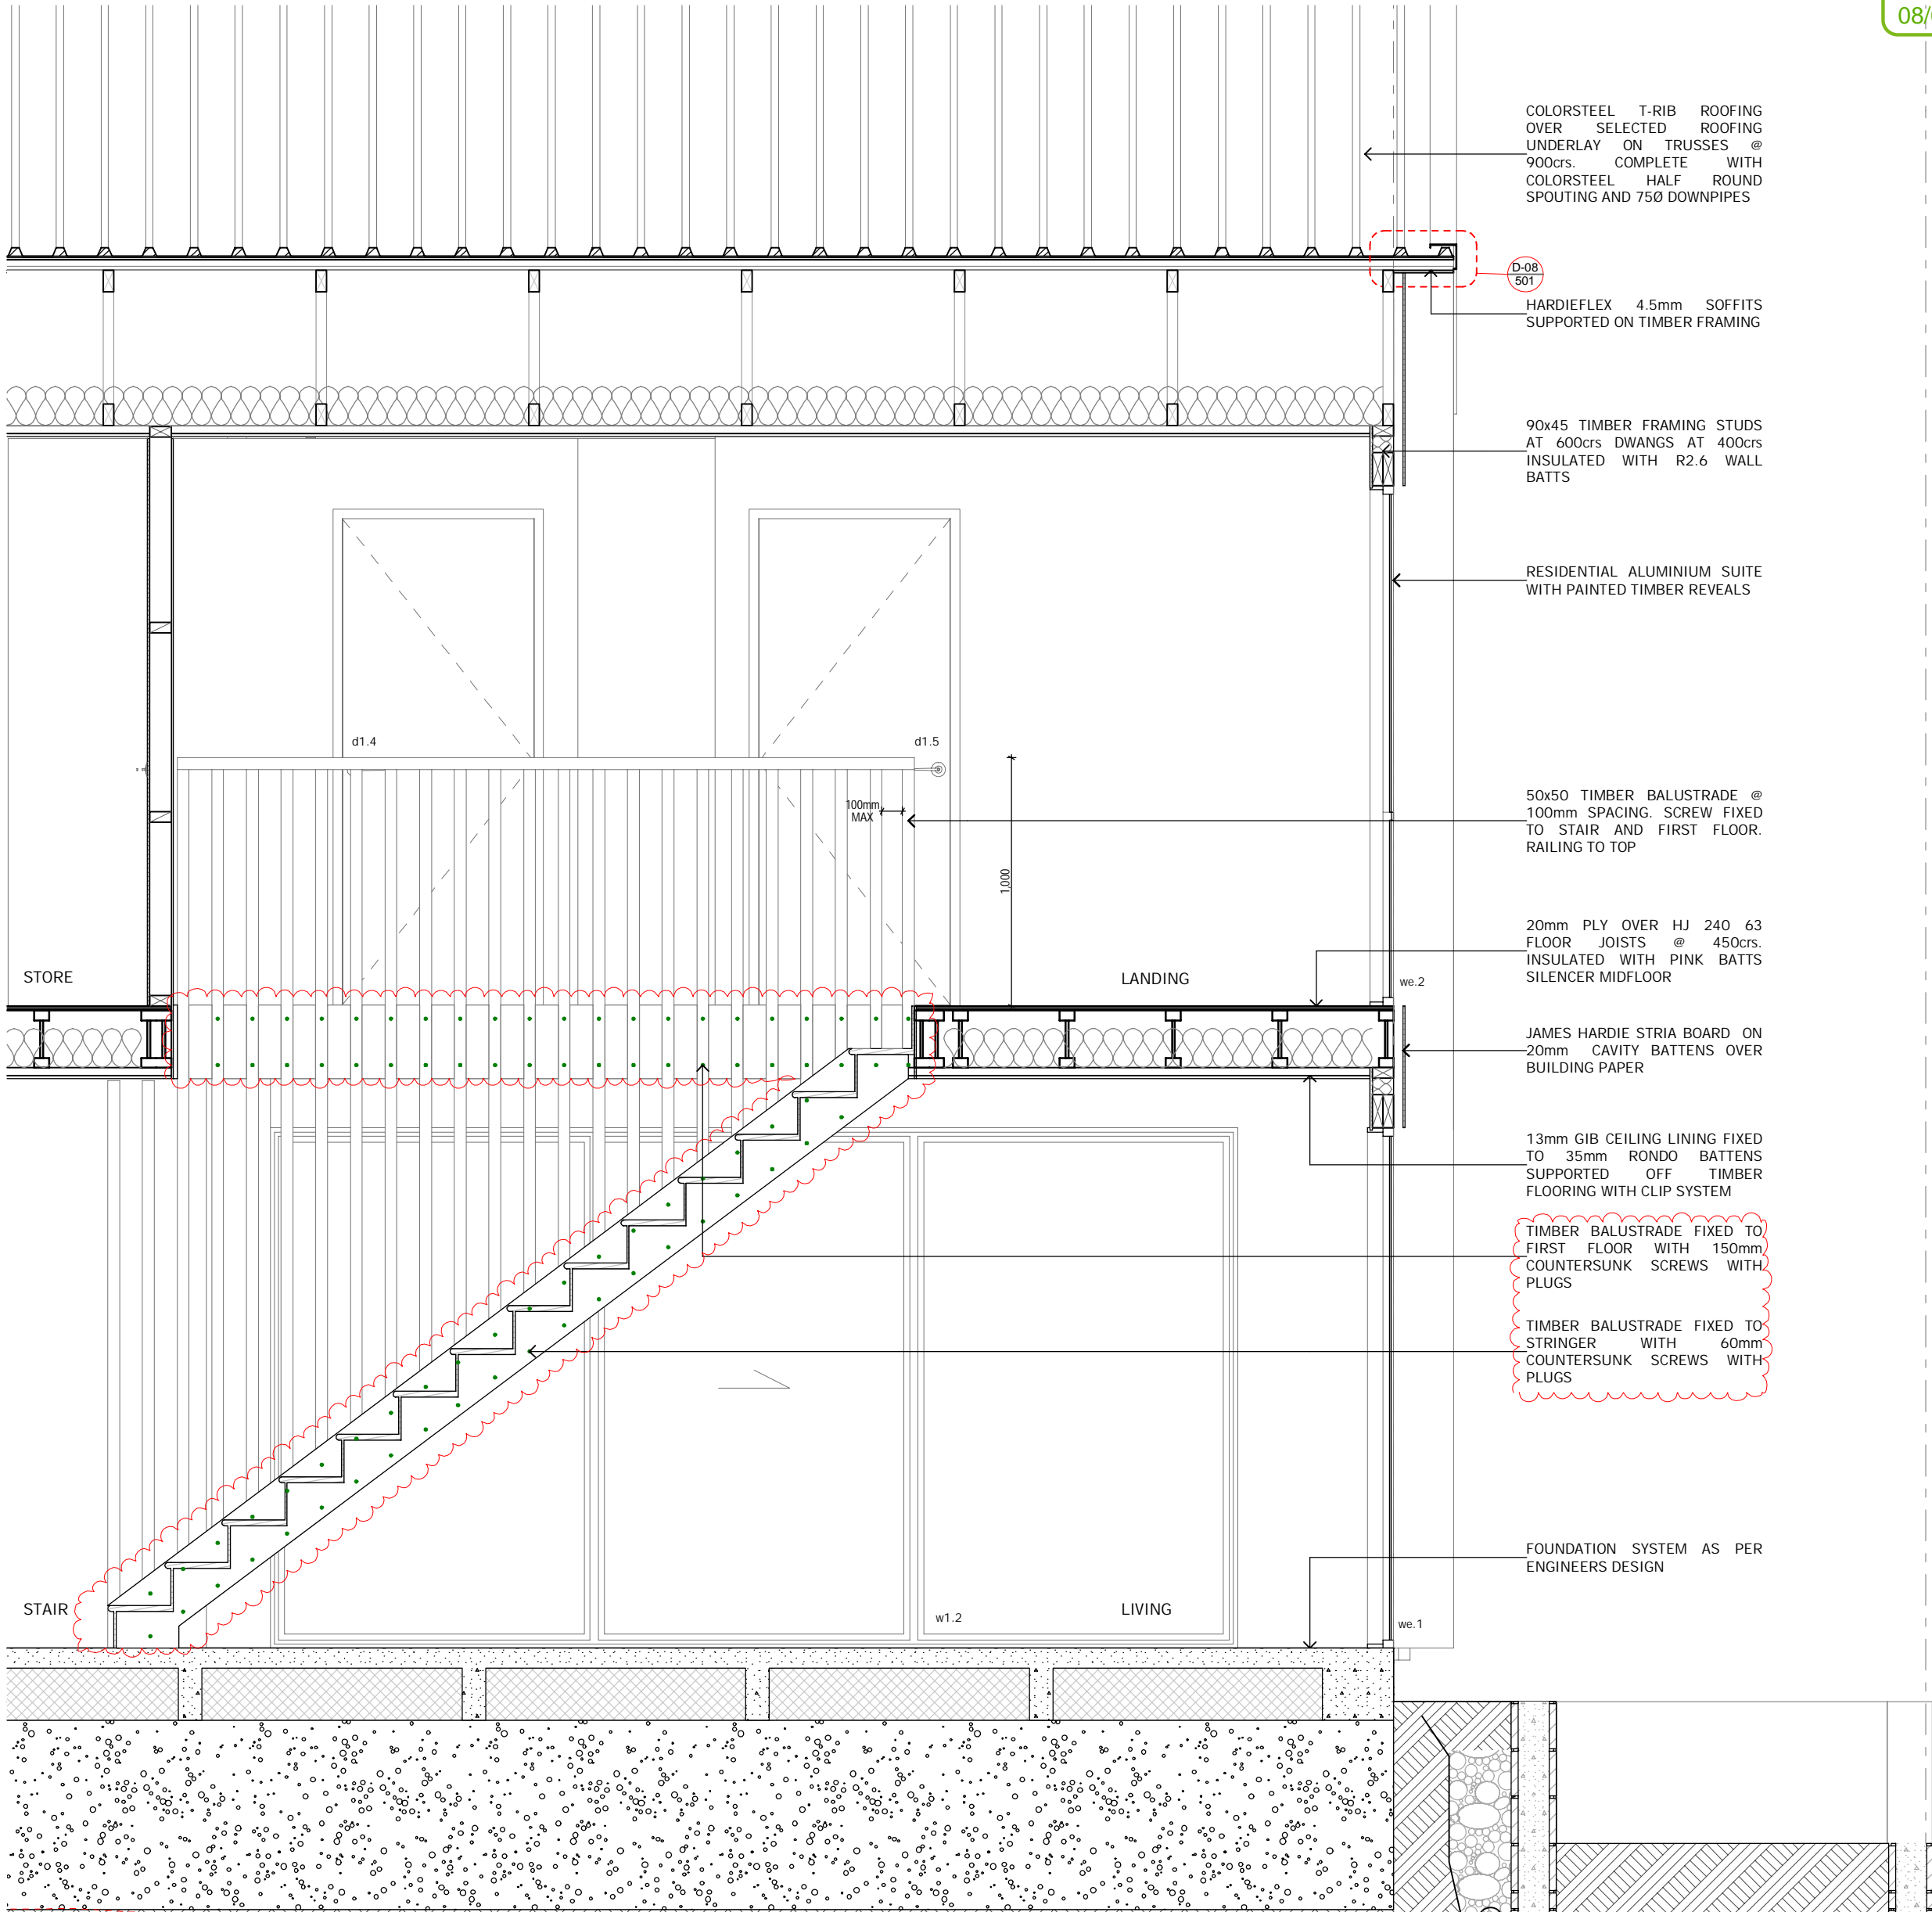 08/
COLORSTEEL T-RIB ROOFING
OVER SELECTED ROOFING
UNDERLAY ON TRUSSES @
900crs. COMPLETE WITH
COLORSTEEL HALF ROUND
SPOUTING AND 75Ø DOWNPIPES
D-08
501
HARDIEFLEX 4.5mm SOFFITS
SUPPORTED ON TIMBER FRAMING
90x45 TIMBER FRAMING STUDS
AT 600crs DWANGS AT 400crs
INSULATED WITH R2.6 WALL
BATTS
RESIDENTIAL ALUMINIUM SUITE
WITH PAINTED TIMBER REVEALS
d1.4
d1.5
100mm
MAX
1,000
50x50 TIMBER BALUSTRADE @
100mm SPACING. SCREW FIXED
TO STAIR AND FIRST FLOOR.
RAILING TO TOP
20mm PLY OVER HJ 240 63
FLOOR JOISTS @ 450crs.
INSULATED WITH PINK BATTS
SILENCER MIDFLOOR
STORE
LANDING
we.2
JAMES HARDIE STRIA BOARD ON
20mm CAVITY BATTENS OVER
BUILDING PAPER
13mm GIB CEILING LINING FIXED
TO 35mm RONDO BATTENS
SUPPORTED OFF TIMBER
FLOORING WITH CLIP SYSTEM
TIMBER BALUSTRADE FIXED TO
FIRST FLOOR WITH 150mm
COUNTERSUNK SCREWS WITH
PLUGS
TIMBER BALUSTRADE FIXED TO
STRINGER WITH 60mm
COUNTERSUNK SCREWS WITH
PLUGS
FOUNDATION SYSTEM AS PER
ENGINEERS DESIGN
STAIR
w1.2
LIVING
we.1